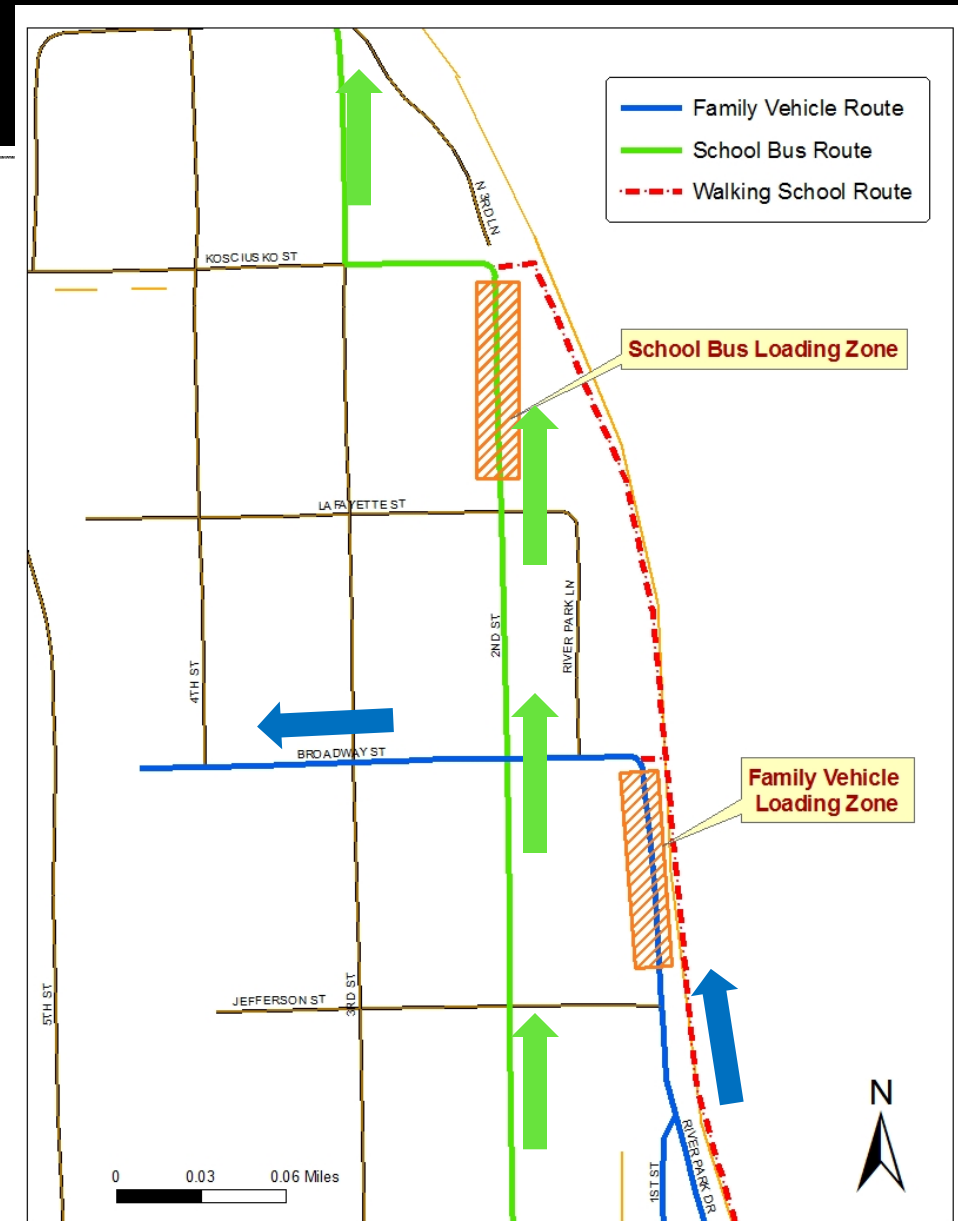 Family Vehicle Route
School Bus Route
Walking School Route
N 3RD LN
KOSCIUSKO ST
School Bus Loading Zone
LAFAYETTE ST
2ND ST
RIVER PARK LN
4TH ST
BROADWAY ST
Family Vehicle
Loading Zone
5TH ST
3RD ST
JEFFERSON ST
N
RIVER PARK DR
1ST ST
0 0.03 0.06 Miles